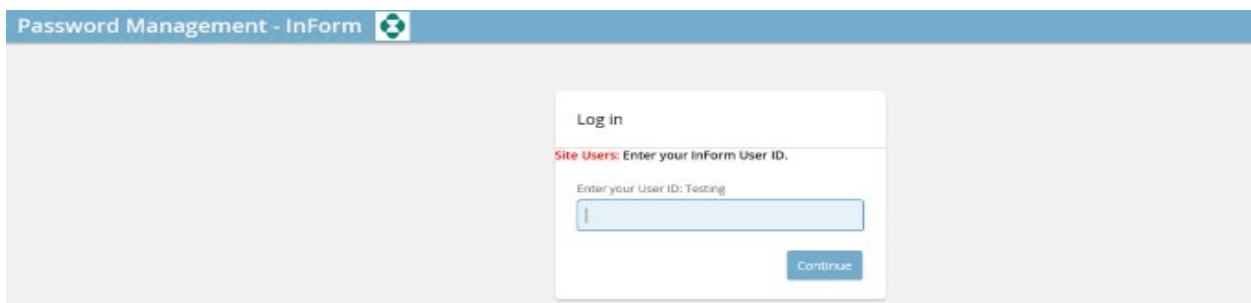 Password Management - InForm
Log in
Site Users: Enter your InForm User ID.
Enter your User ID: Testing
Continue